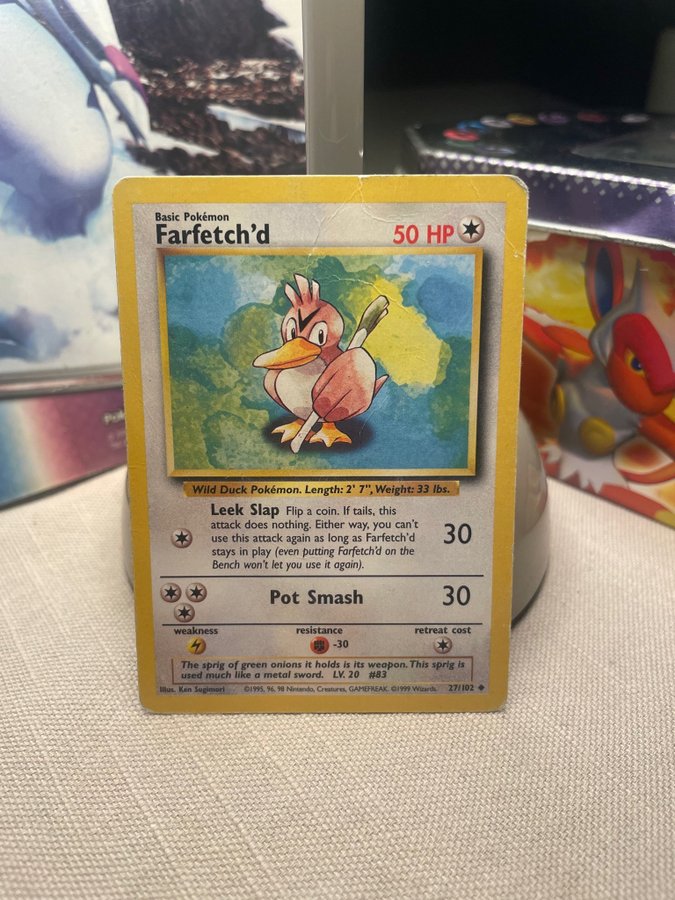 Basic Pokémon
Farfetch'd 50 HP
Wild Duck Pokémon. Length: 2' 7", Weight: 33 lbs.
Leek Slap Flip a coin. If tails, this
attack does nothing. Either way, you can't
use this attack again as long as Farfetch'd
stays in play (even putting Farfetch'd on the
Bench won't let you use it again).
30
Pot Smash 30
weakness resistance retreat cost
-30
The sprig of green onions it holds is its weapon. This sprig is
used much like a metal sword. LV. 20 #83
Illus. Ken Sugimori ©1995, 96, 98 Nintendo, Creatures, GAMEFREAK. ©1999 Wizards. 27/102